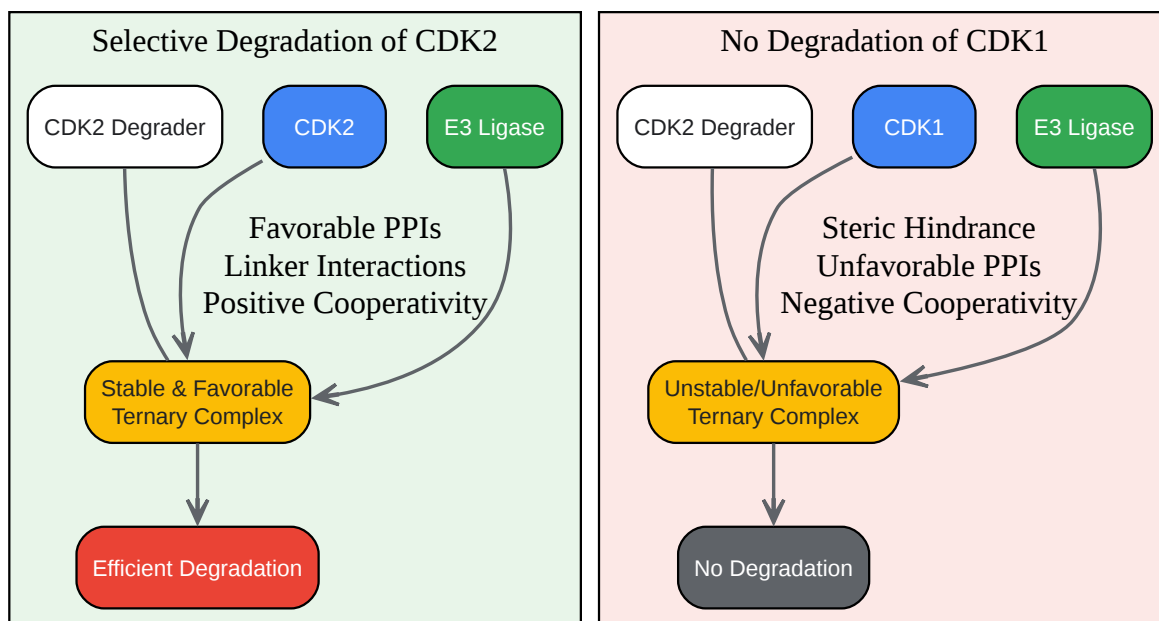 Selective Degradation of CDK2
CDK2 Degrader
CDK2
E3 Ligase
Favorable PPIs
Linker Interactions
Positive Cooperativity
Stable & Favorable
Ternary Complex
Efficient Degradation
No Degradation of CDK1
CDK2 Degrader
CDK1
E3 Ligase
Steric Hindrance
Unfavorable PPIs
Negative Cooperativity
Unstable/Unfavorable
Ternary Complex
No Degradation